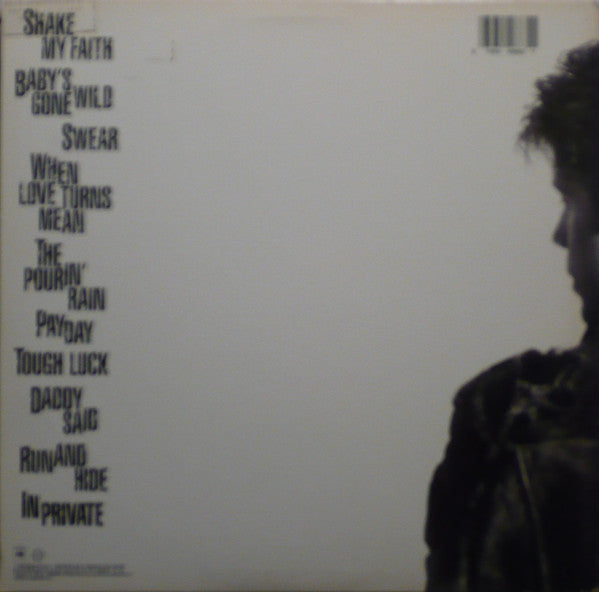 SHAKE
MY FAITH
BABY'S
GONE WILD
SWEAR
WHEN
LOVE TURNS
MEAN
THE
POURIN'
RAIN
PAYDAY
TOUGH LUCK
DADDY
SAID
RUN AND
HIDE
IN PRIVATE